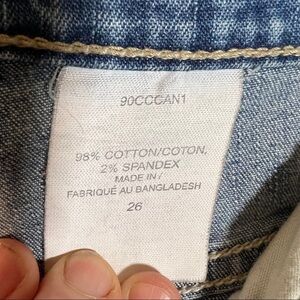 90CCCAN1
98% COTTON/COTON,
2% SPANDEX
MADE IN /
FABRIQUÉ AU BANGLADESH
26